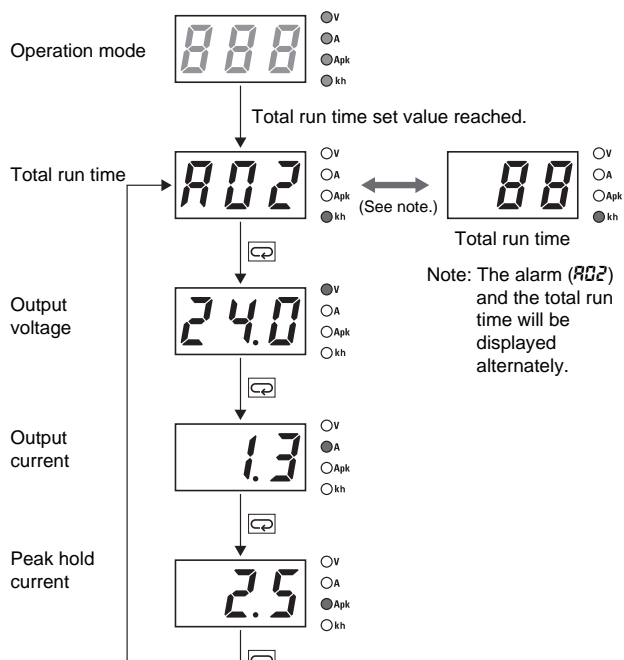 Operation mode
888
V
A
Apk
kh
Total run time set value reached.
Total run time
A02
V
A
Apk
kh
(See note.)
88
V
A
Apk
kh
Total run time
Note: The alarm (A02)
and the total run
time will be
displayed
alternately.
Output
voltage
24.0
V
A
Apk
kh
Output
current
1.3
V
A
Apk
kh
Peak hold
current
2.5
V
A
Apk
kh